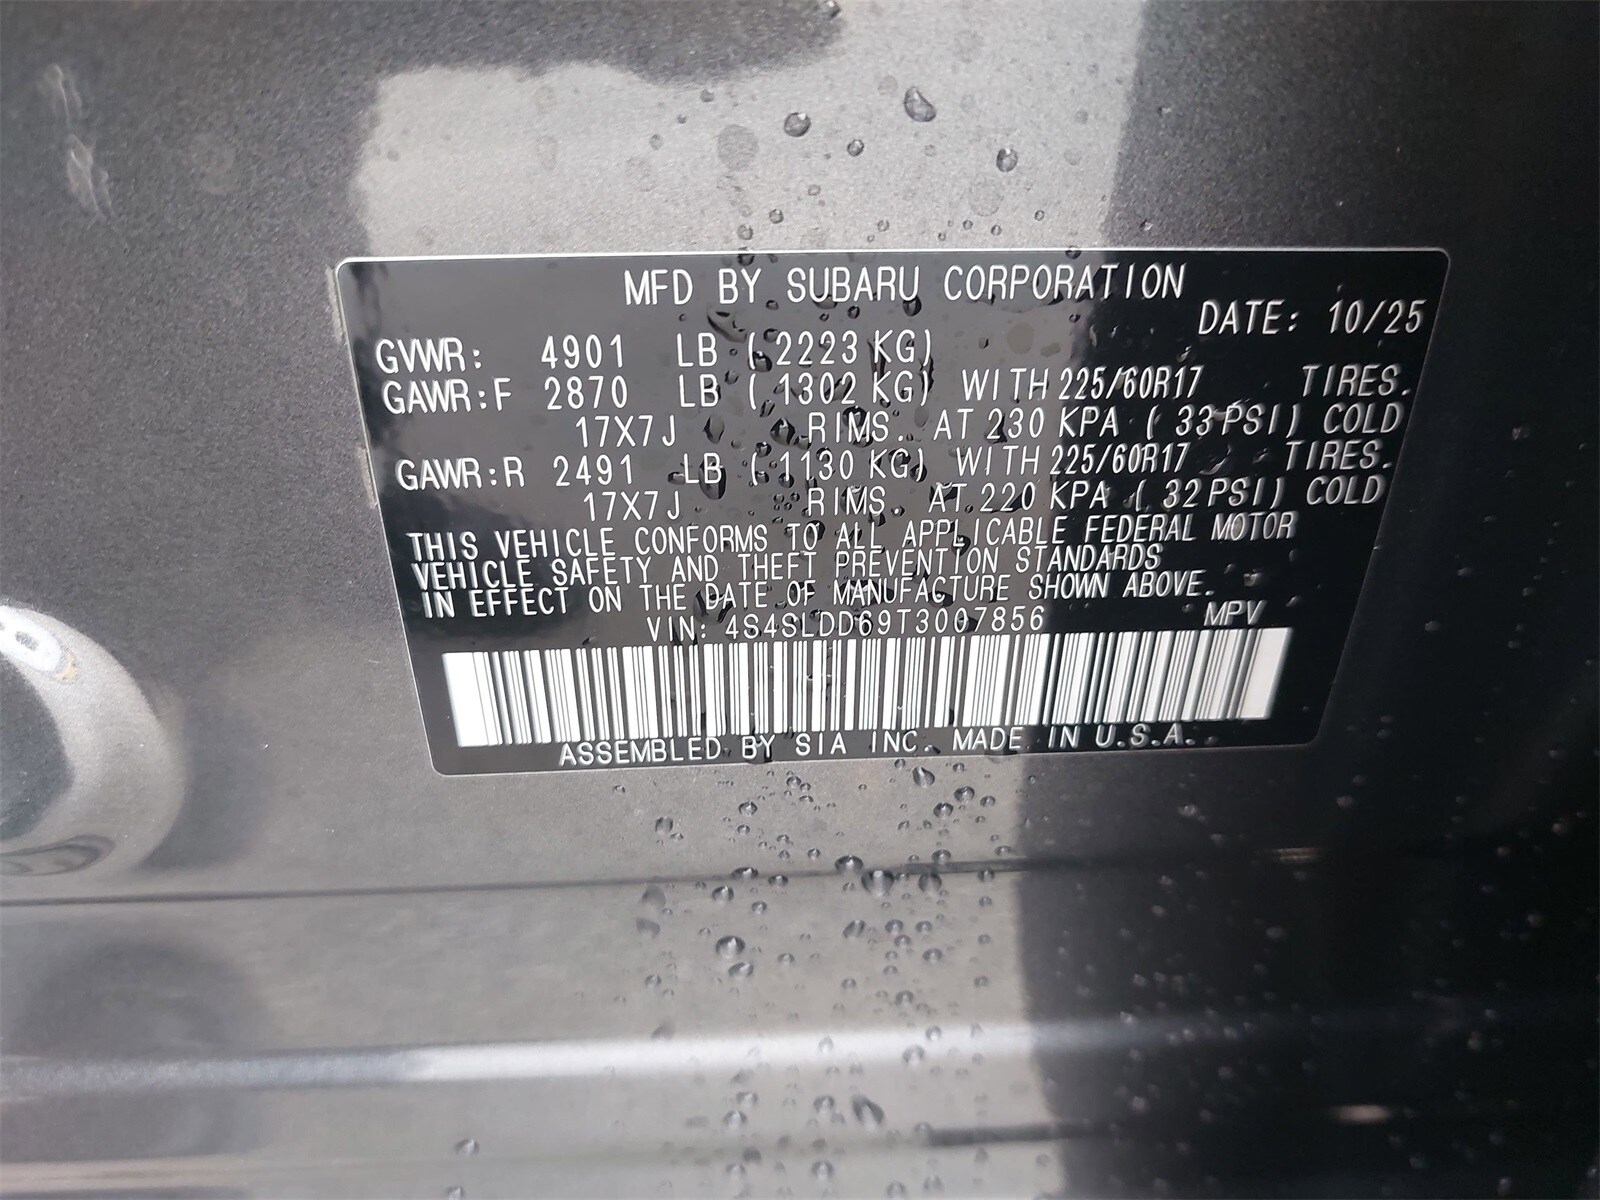 MFD BY SUBARU CORPORATION
DATE: 10/25
GVWR: 4901 LB ( 2223 KG)
GAWR:F 2870 LB ( 1302 KG) WITH 225/60R17 TIRES.
17X7J RIMS. AT 230 KPA ( 33 PSI) COLD
GAWR:R 2491 LB ( 1130 KG) WITH 225/60R17 TIRES.
17X7J RIMS. AT 220 KPA ( 32 PSI) COLD
THIS VEHICLE CONFORMS TO ALL APPLICABLE FEDERAL MOTOR
VEHICLE SAFETY AND THEFT PREVENTION STANDARDS
IN EFFECT ON THE DATE OF MANUFACTURE SHOWN ABOVE.
VIN: 4S4SLDD69T3007856 MPV
ASSEMBLED BY SIA INC. MADE IN U.S.A.